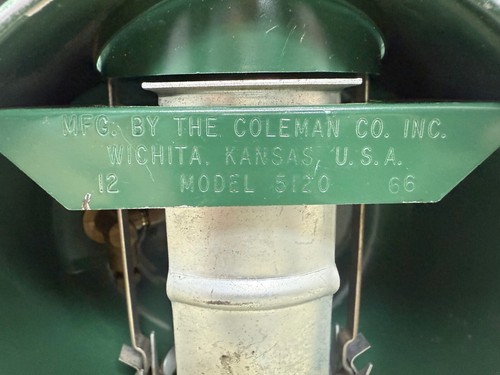 MFG. BY THE COLEMAN CO. INC.
WICHITA, KANSAS, U.S.A.
12 MODEL 5120 66